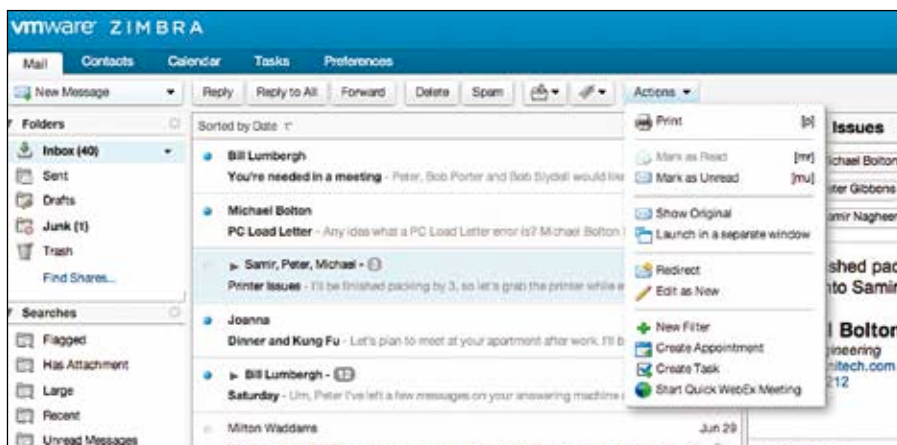 vmware ZIMBRA
Mail Contacts Calendar Tasks Preferences
New Message Reply Reply to All Forward Delete Spam Actions
Folders
Inbox (40)
Sent
Drafts
Junk (1)
Trash
Find Shares...
Searches
Flagged
Has Attachment
Large
Recent
Unread Messages
Sorted by Date
Bill Lumbergh
You're needed in a meeting - Peter, Bob Porter and Bob Slydell would like
Michael Bolton
PC Load Letter - Any idea what a PC Load Letter error is? Michael Bolton
Samir, Peter, Michael -
Printer Issues - I'll be finished packing by 3, so let's grab the printer while
Joanna
Dinner and Kung Fu - Let's plan to meet at your apartment after work. I'll b
Bill Lumbergh -
Saturday - Um, Peter I've left a few messages on your answering machine
Milton Waddams Jun 29
Print [p]
Mark as Read [mr]
Mark as Unread [mu]
Show Original
Launch in a separate window
Redirect
Edit as New
New Filter
Create Appointment
Create Task
Start Quick WebEx Meeting
Issues
ichael Bolton
ter Gibbons
amir Nagheen
shed pac
nto Samir
l Bolton
gineering
nitech.com
212